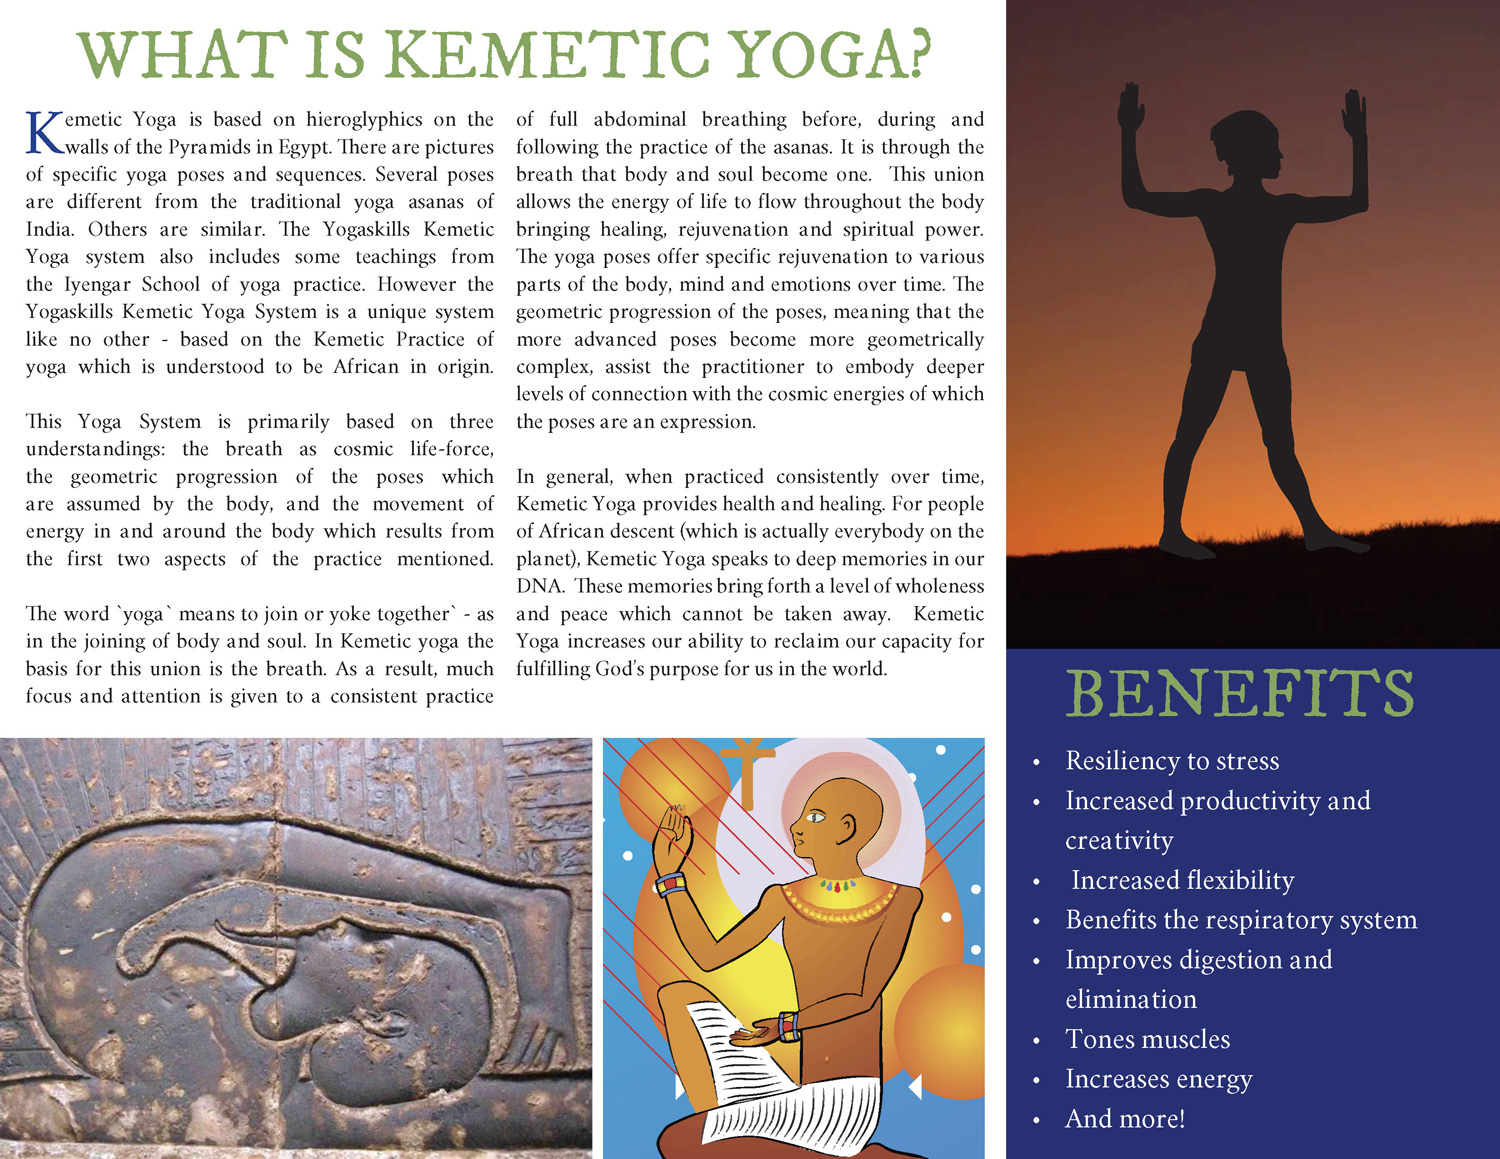 WHAT IS KEMETIC YOGA?
Kemetic Yoga is based on hieroglyphics on the
walls of the Pyramids in Egypt. There are pictures
of specific yoga poses and sequences. Several poses
are different from the traditional yoga asanas of
India. Others are similar. The Yogaskills Kemetic
Yoga system also includes some teachings from
the Iyengar School of yoga practice. However the
Yogaskills Kemetic Yoga System is a unique system
like no other - based on the Kemetic Practice of
yoga which is understood to be African in origin.
This Yoga System is primarily based on three
understandings: the breath as cosmic life-force,
the geometric progression of the poses which
are assumed by the body, and the movement of
energy in and around the body which results from
the first two aspects of the practice mentioned.
The word `yoga` means to join or yoke together` - as
in the joining of body and soul. In Kemetic yoga the
basis for this union is the breath. As a result, much
focus and attention is given to a consistent practice
of full abdominal breathing before, during and
following the practice of the asanas. It is through the
breath that body and soul become one. This union
allows the energy of life to flow throughout the body
bringing healing, rejuvenation and spiritual power.
The yoga poses offer specific rejuvenation to various
parts of the body, mind and emotions over time. The
geometric progression of the poses, meaning that the
more advanced poses become more geometrically
complex, assist the practitioner to embody deeper
levels of connection with the cosmic energies of which
the poses are an expression.
In general, when practiced consistently over time,
Kemetic Yoga provides health and healing. For people
of African descent (which is actually everybody on the
planet), Kemetic Yoga speaks to deep memories in our
DNA. These memories bring forth a level of wholeness
and peace which cannot be taken away. Kemetic
Yoga increases our ability to reclaim our capacity for
fulfilling God's purpose for us in the world.
BENEFITS
• Resiliency to stress
• Increased productivity and
creativity
• Increased flexibility
• Benefits the respiratory system
• Improves digestion and
elimination
• Tones muscles
• Increases energy
• And more!